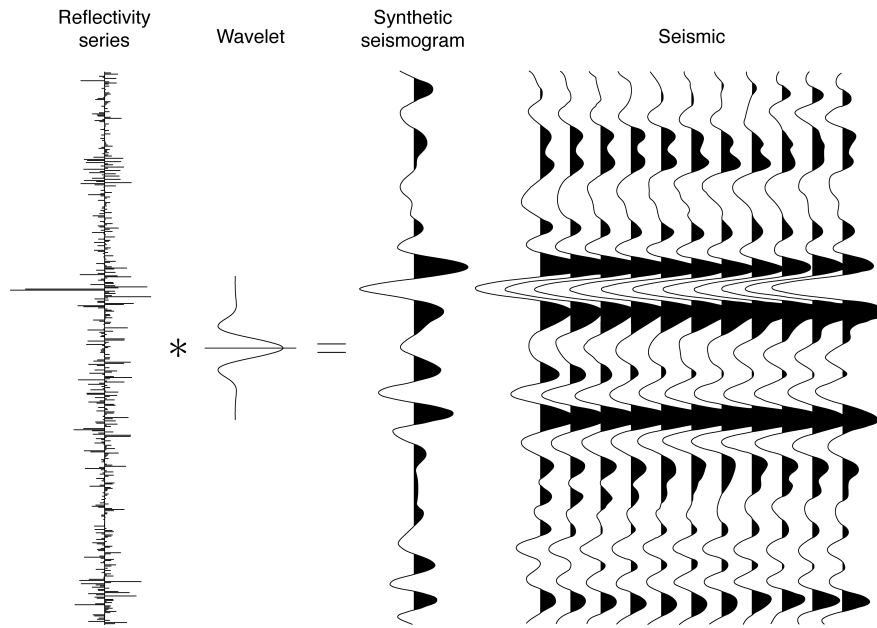 Reflectivity
series
Wavelet
Synthetic
seismogram
Seismic
*
=